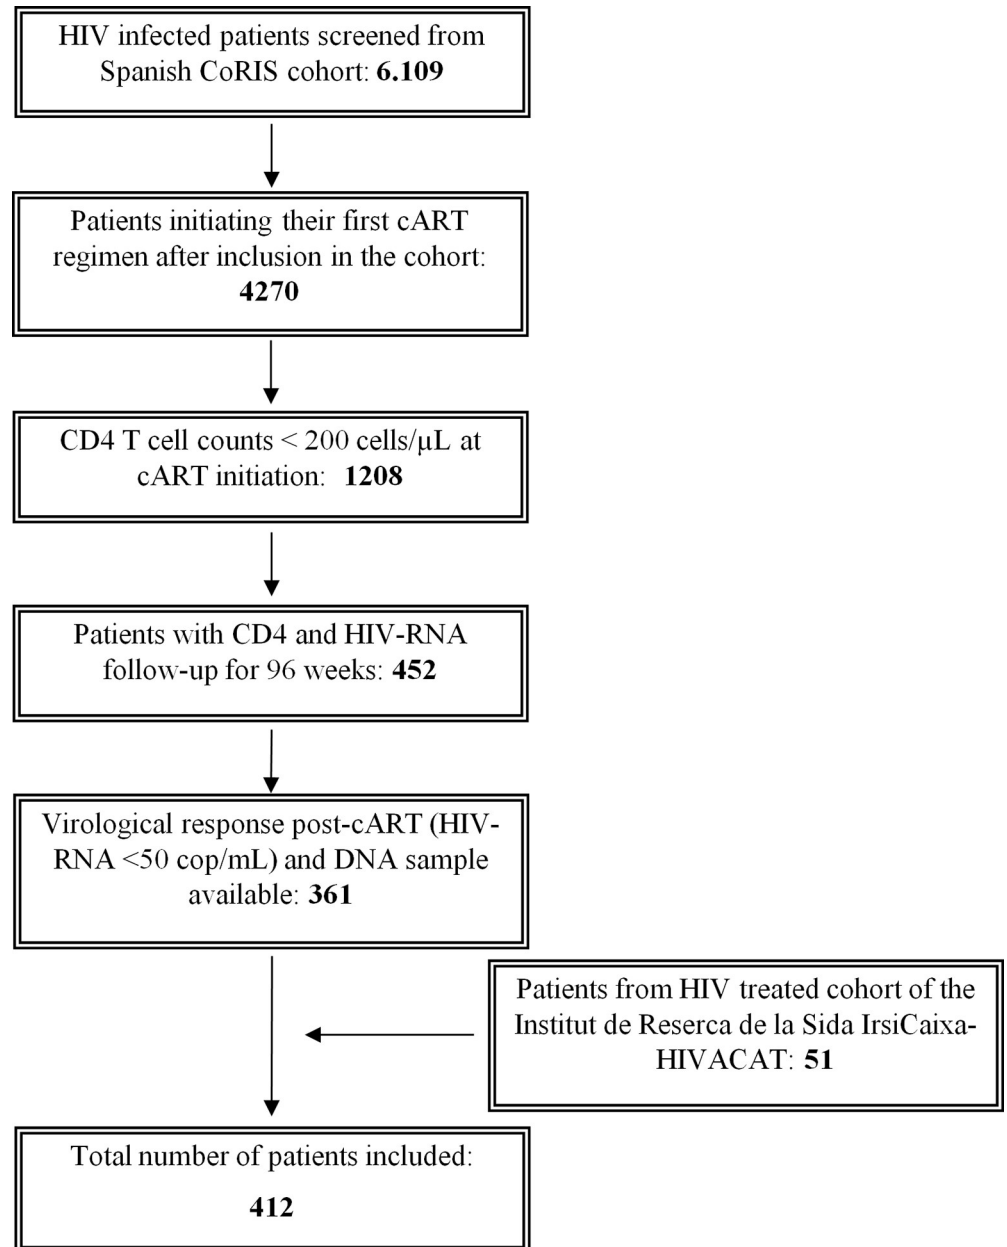 HIV infected patients screened from
Spanish CoRIS cohort: 6.109
Patients initiating their first cART
regimen after inclusion in the cohort:
4270
CD4 T cell counts < 200 cells/µL at
cART initiation: 1208
Patients with CD4 and HIV-RNA
follow-up for 96 weeks: 452
Virological response post-cART (HIV-
RNA <50 cop/mL) and DNA sample
available: 361
Patients from HIV treated cohort of the
Institut de Reserca de la Sida IrsiCaixa-
HIVACAT: 51
Total number of patients included:
412